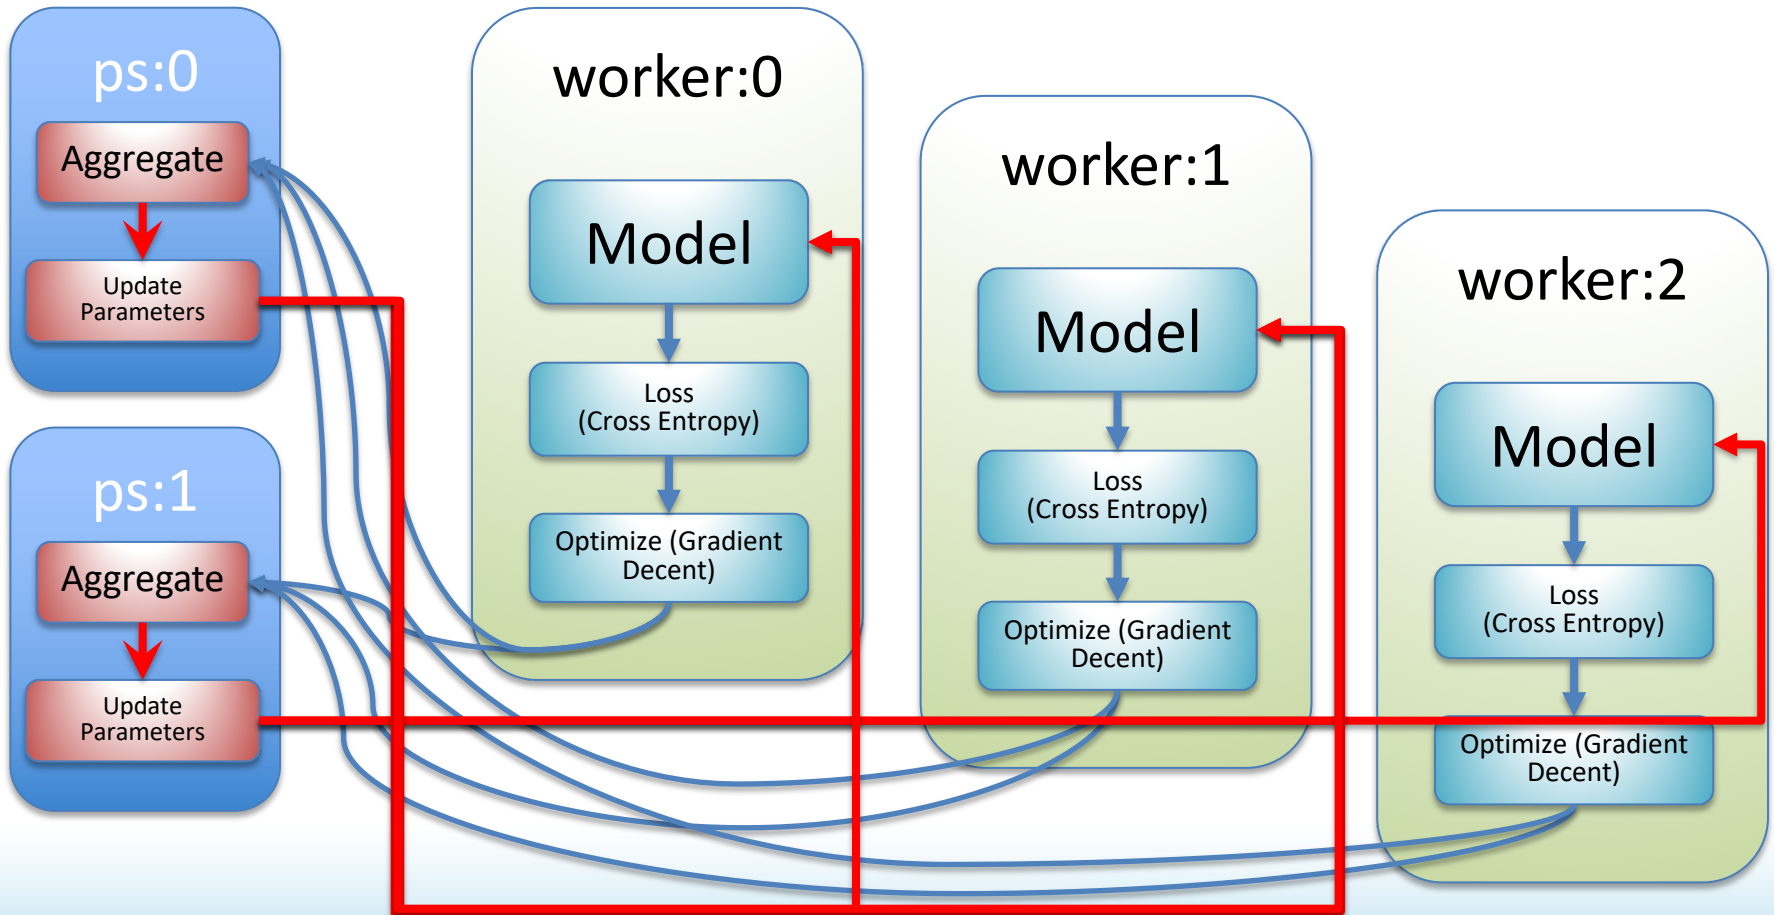 ps:0
Aggregate
Update
Parameters
ps:1
Aggregate
Update
Parameters
worker:0
Model
Loss
(Cross Entropy)
Optimize (Gradient
Decent)
worker:1
Model
Loss
(Cross Entropy)
Optimize (Gradient
Decent)
worker:2
Model
Loss
(Cross Entropy)
Optimize (Gradient
Decent)